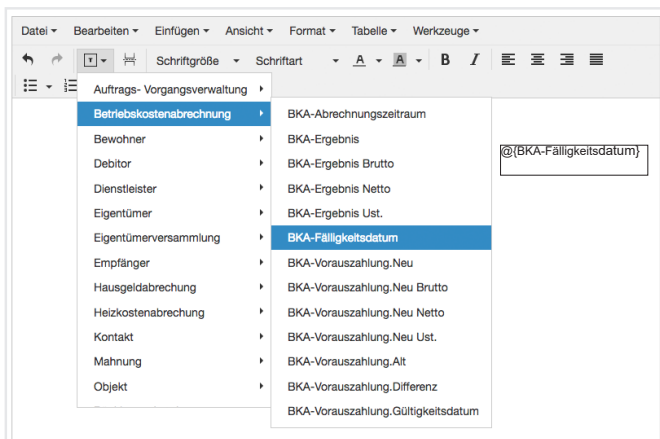 Datei Bearbeiten Einfügen Ansicht Format Tabelle Werkzeuge
T Schriftgröße Schriftart A A B I
Auftrags- Vorgangsverwaltung
Betriebskostenabrechnung
Bewohner
Debitor
Dienstleister
Eigentümer
Eigentümerversammlung
Empfänger
Hausgeldabrechung
Heizkostenabrechung
Kontakt
Mahnung
Objekt
BKA-Abrechnungszeitraum
BKA-Ergebnis
BKA-Ergebnis Brutto
BKA-Ergebnis Netto
BKA-Ergebnis Ust.
BKA-Fälligkeitsdatum
BKA-Vorauszahlung.Neu
BKA-Vorauszahlung.Neu Brutto
BKA-Vorauszahlung.Neu Netto
BKA-Vorauszahlung.Neu Ust.
BKA-Vorauszahlung.Alt
BKA-Vorauszahlung.Differenz
BKA-Vorauszahlung.Gültigkeitsdatum
@{BKA-Fälligkeitsdatum}